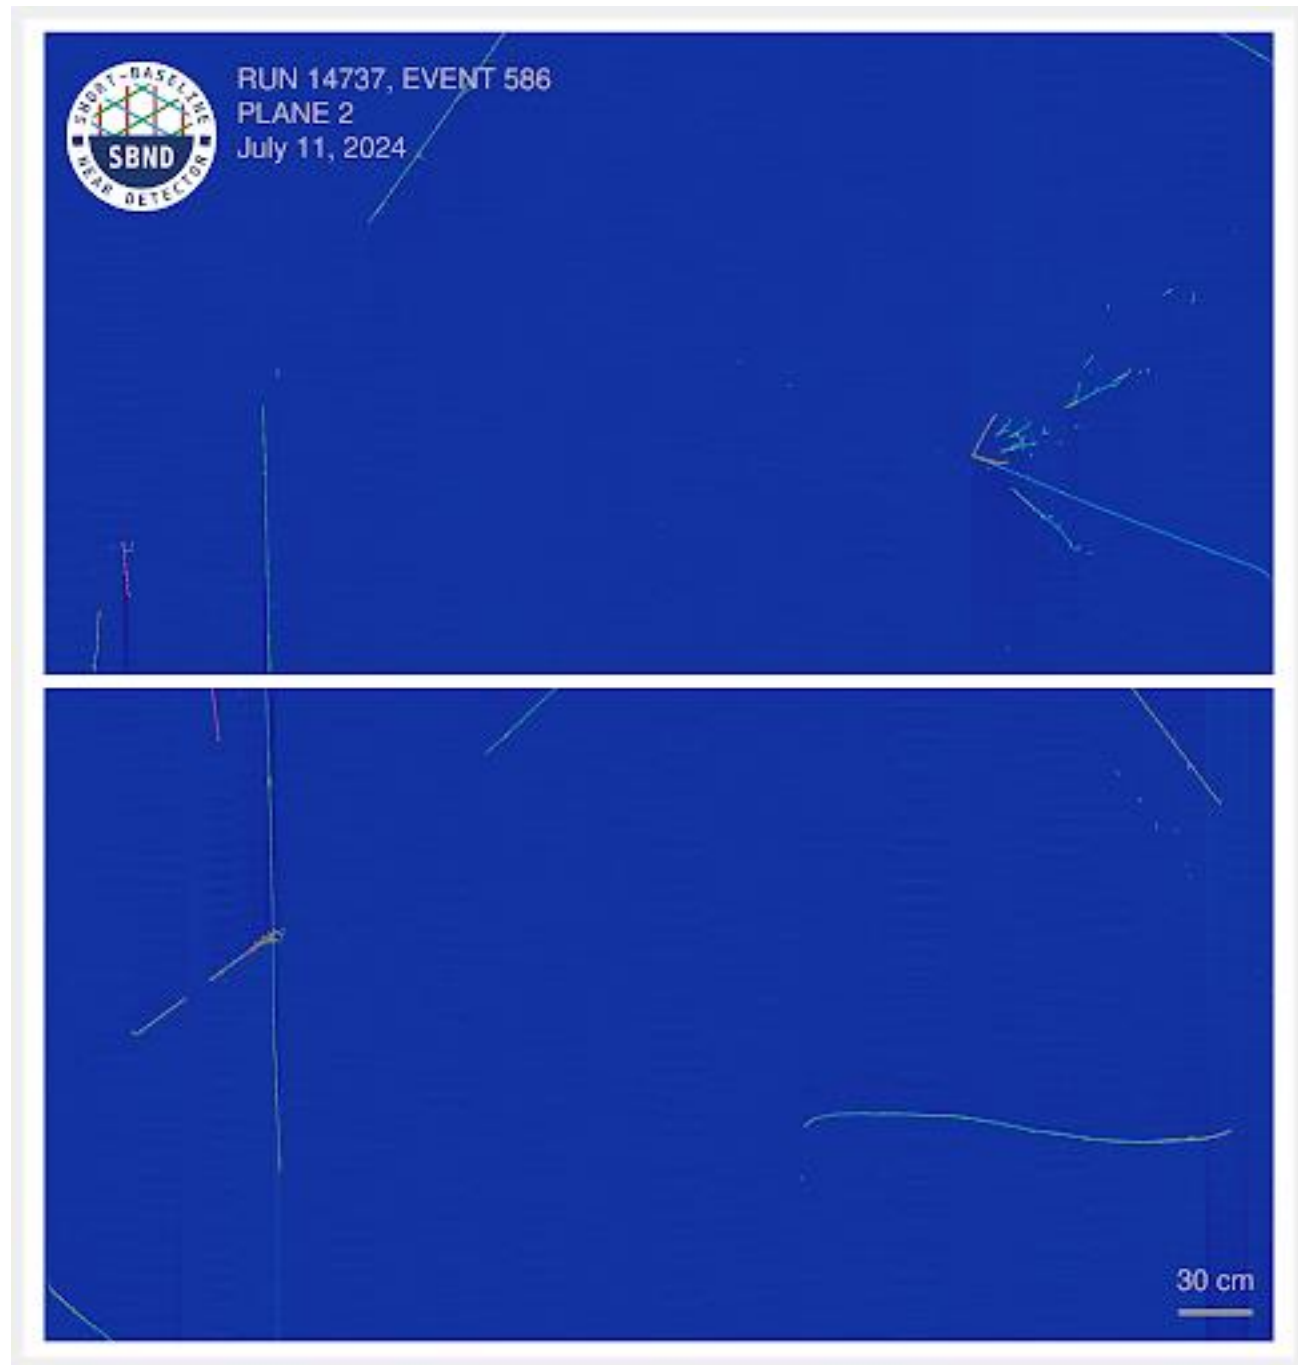 SHORT-BASELINE
SBND
NEAR DETECTOR
RUN 14737, EVENT 586
PLANE 2
July 11, 2024
30 cm